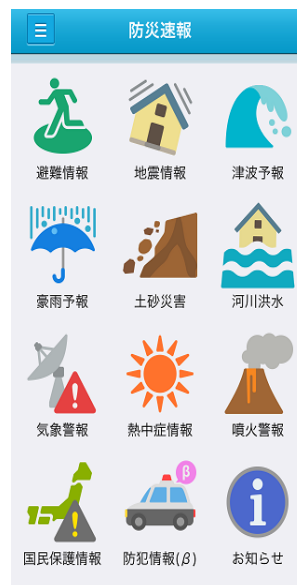 防災速報
避難情報 地震情報 津波予報
豪雨予報 土砂災害 河川洪水
気象警報 熱中症情報 噴火警報
β
国民保護情報 防犯情報(β) お知らせ